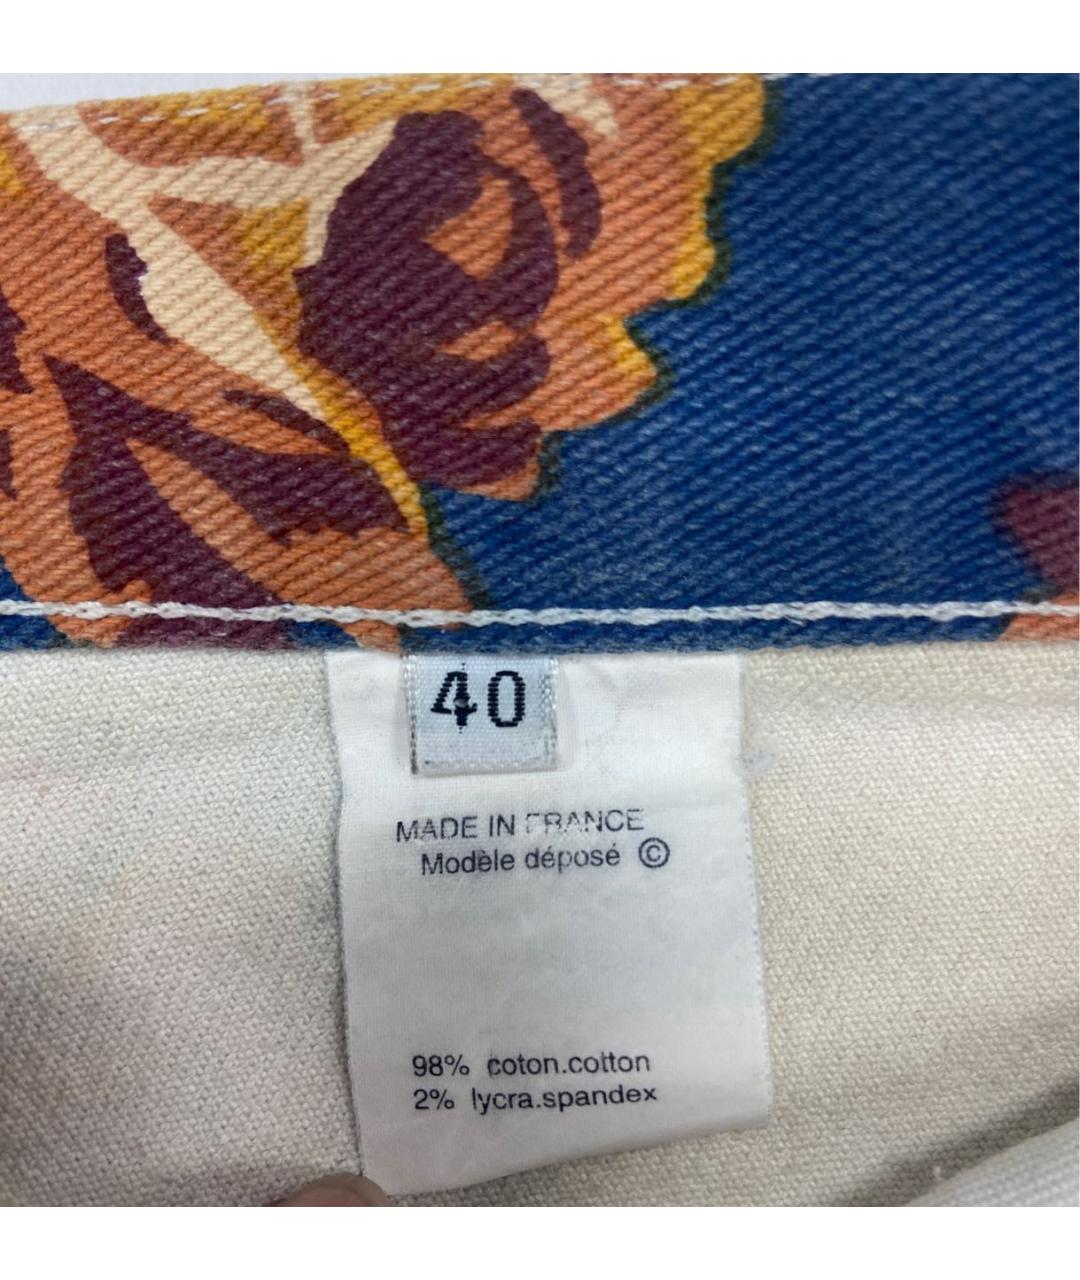 40
MADE IN FRANCE
Modèle déposé ©
98% coton.cotton
2% lycra.spandex